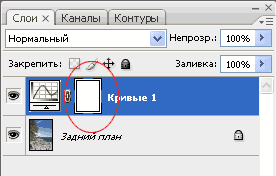 Слои × Каналы Контуры
Нормальный Непрозр.: 100%
Закрепить: Заливка: 100%
Кривые 1
Задний план